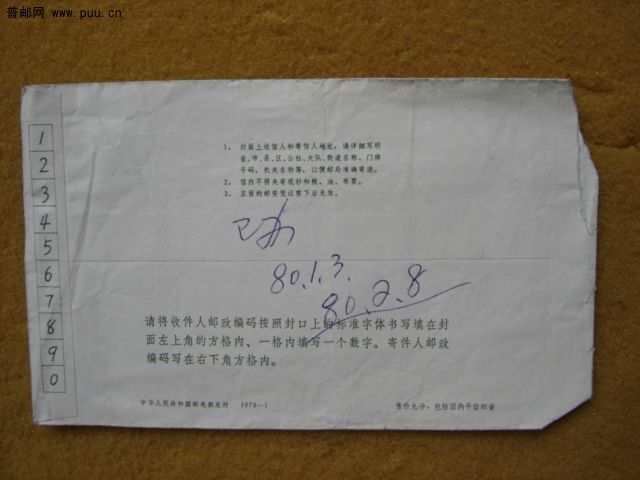 普邮网 www.puu.cn
1
2
3
4
5
6
7
8
9
0
1、封面上收信人和寄信人地址，请详细写明
省、市、县、区、公社、大队、街道名称、门牌
号码，机关名称等，以便邮局准确寄递。
2、信内不得夹寄现钞和粮、油、布票。
3、正面的邮资凭证剪下后无效。
已办
80.1.3.
80.2.8
请将收件人邮政编码按照封口上的标准字体书写填在封
面左上角的方格内、一格内填写一个数字。寄件人邮政
编码写在右下角方格内。
中华人民共和国邮电部发行 1979—1
售价九分，包括国内平信邮资